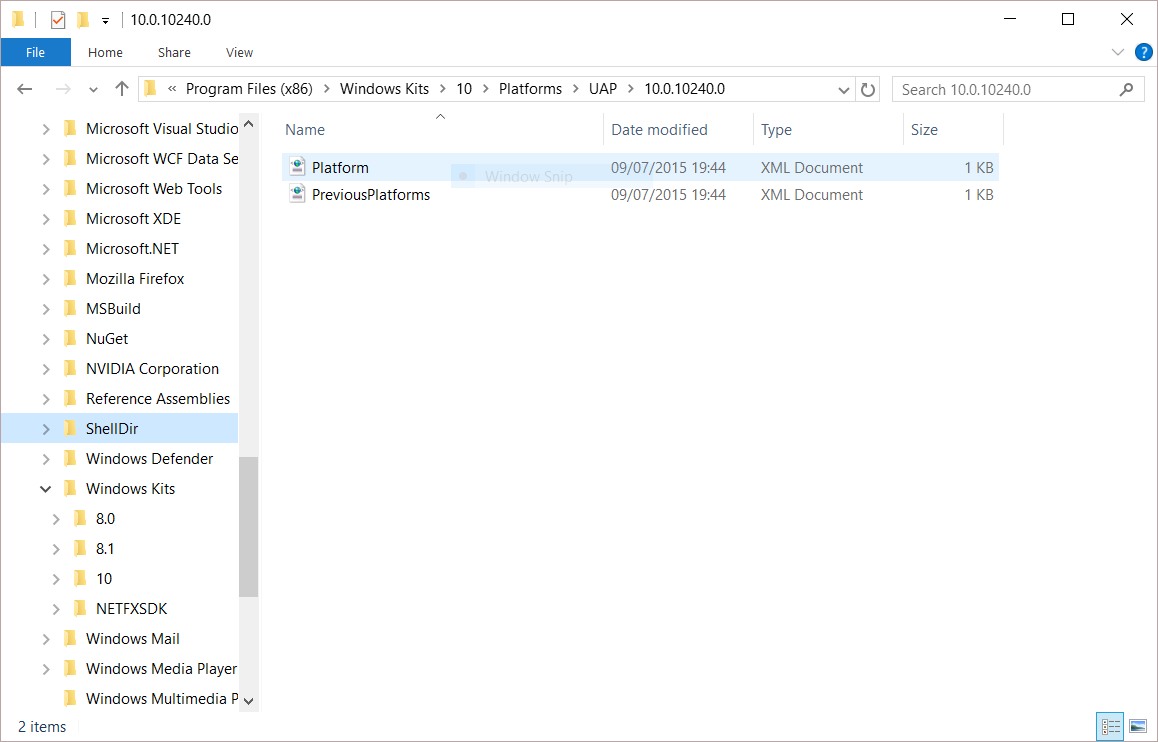 10.0.10240.0
File Home Share View
« Program Files (x86) > Windows Kits > 10 > Platforms > UAP > 10.0.10240.0
Search 10.0.10240.0
Microsoft Visual Studio
Microsoft WCF Data Se
Microsoft Web Tools
Microsoft XDE
Microsoft.NET
Mozilla Firefox
MSBuild
NuGet
NVIDIA Corporation
Reference Assemblies
ShellDir
Windows Defender
Windows Kits
8.0
8.1
10
NETFXSDK
Windows Mail
Windows Media Player
Windows Multimedia P
Name Date modified Type Size
Platform 09/07/2015 19:44 XML Document 1 KB
Window Snip
PreviousPlatforms 09/07/2015 19:44 XML Document 1 KB
2 items